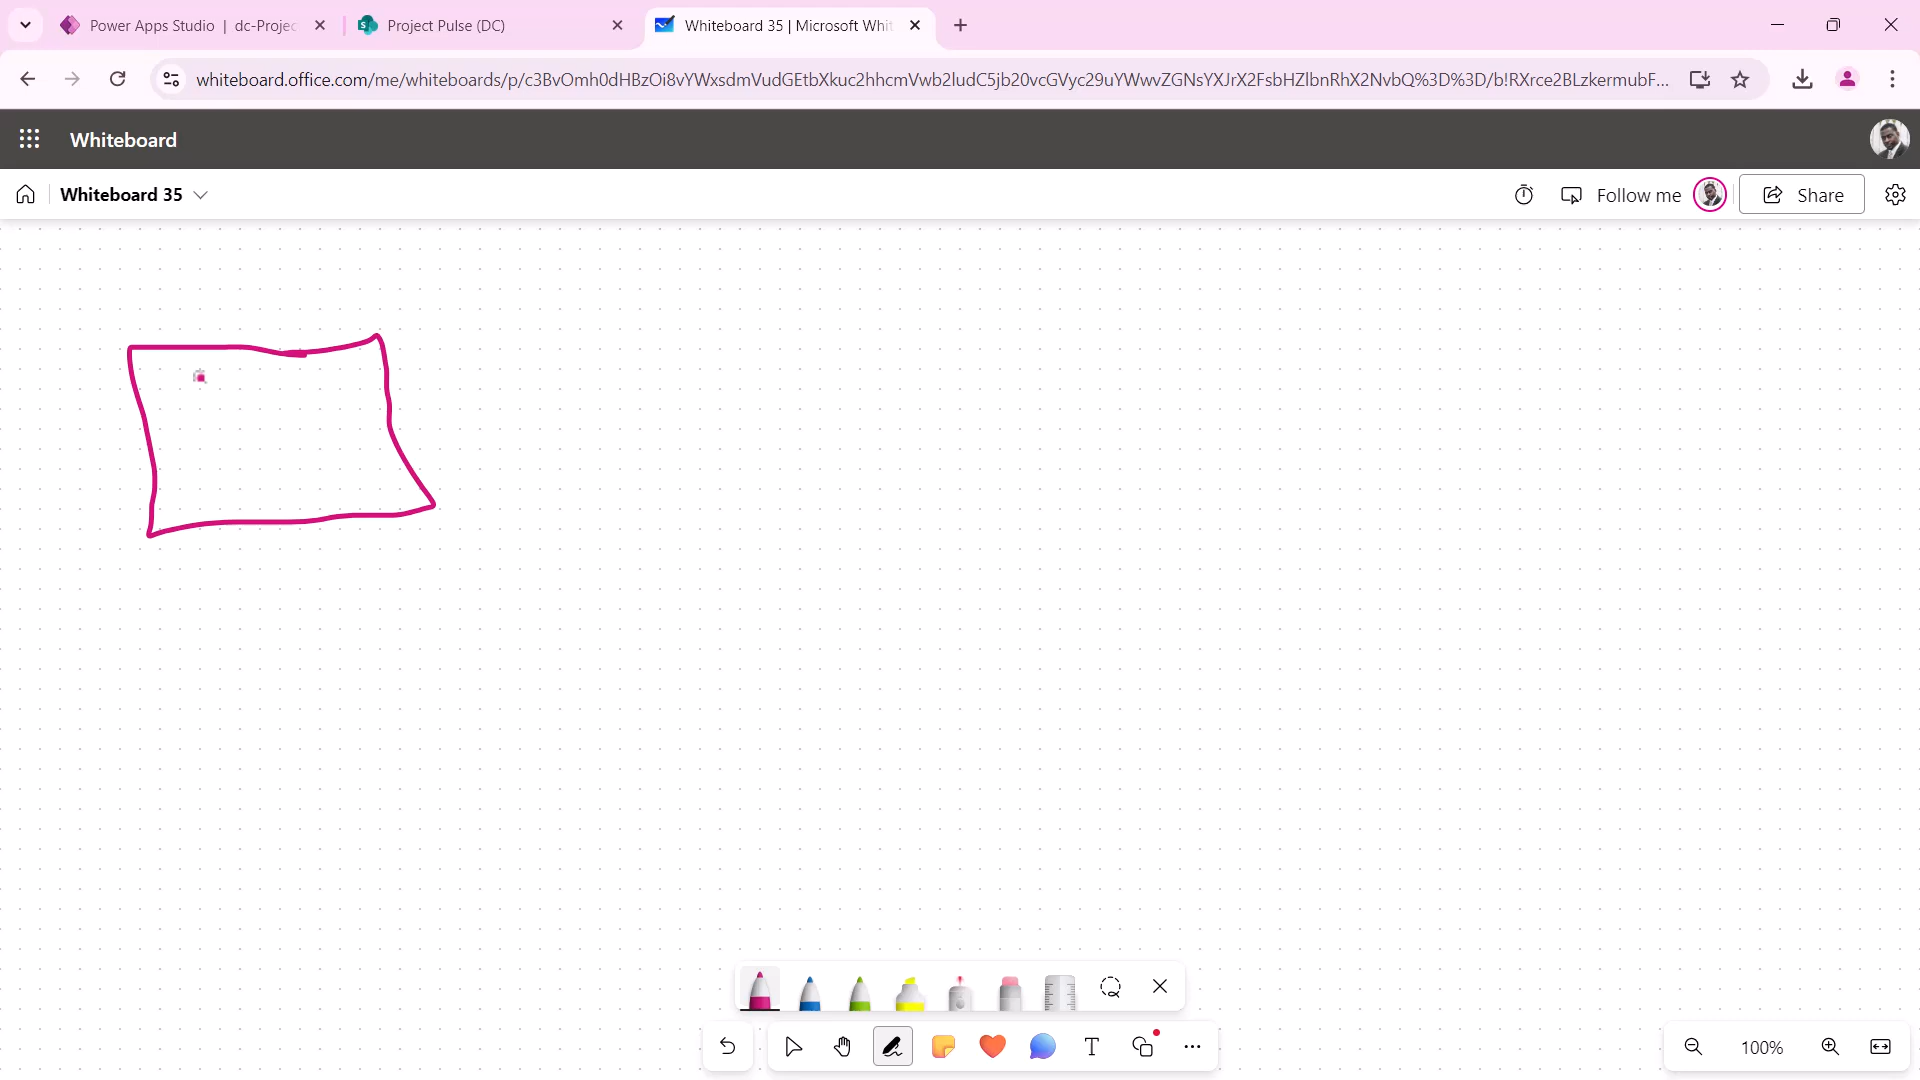 Power Apps Studio | dc-Projec
Project Pulse (DC)
Whiteboard 35 | Microsoft Whit
whiteboard.office.com/me/whiteboards/p/c3BvOmh0dHBzOi8vYWxsdmVudGEtbXkuc2hhcmVwb2ludC5jb20vcGVyc29uYWwvZGNsYXJrX2FsbHZlbnRhX2NvbQ%3D%3D/b!RXrce2BLzkermubF...
Whiteboard
Whiteboard 35
Follow me
Share
100%